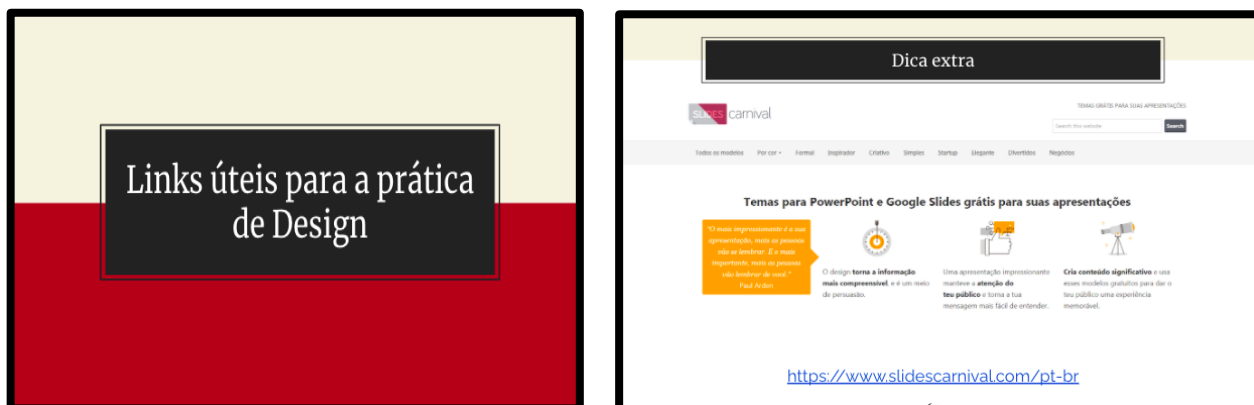 Links úteis para a prática
de Design
Dica extra
SLIDES carnival
TEMAS GRÁTIS PARA SUAS APRESENTAÇÕES
Search this website
Search
Todos os modelos Por cor Formal Inspirador Criativo Simples Startup Elegante Divertidos Negócios
Temas para PowerPoint e Google Slides grátis para suas apresentações
"O mais impressionante é a sua
apresentação, mais as pessoas
vão se lembrar. E o mais
importante, mais as pessoas
vão lembrar de você."
Paul Arden
O design torna a informação
mais compreensível, e é um meio
de persuasão.
Uma apresentação impressionante
manteve a atenção do
teu público e torna a tua
mensagem mais fácil de entender.
Cria conteúdo significativo e usa
esses modelos gratuitos para dar o
teu público uma experiência
memorável.
https://www.slidescarnival.com/pt-br